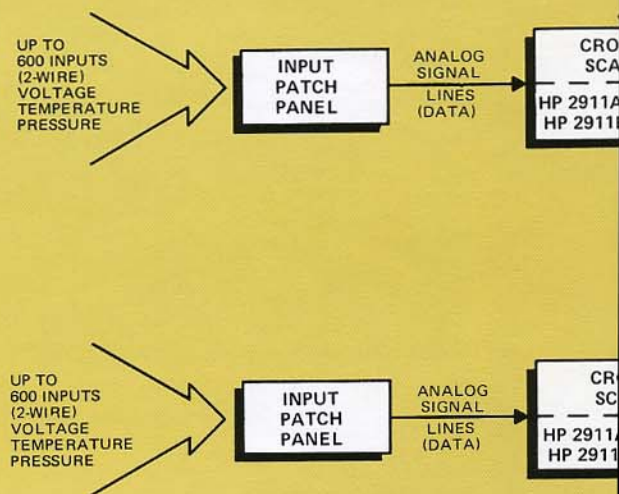 UP TO
600 INPUTS
(2-WIRE)
VOLTAGE
TEMPERATURE
PRESSURE
INPUT
PATCH
PANEL
ANALOG
SIGNAL
LINES
(DATA)
CRO
SCA
HP 2911A
HP 2911
UP TO
600 INPUTS
(2-WIRE)
VOLTAGE
TEMPERATURE
PRESSURE
INPUT
PATCH
PANEL
ANALOG
SIGNAL
LINES
(DATA)
CR
SC
HP 2911
HP 2911